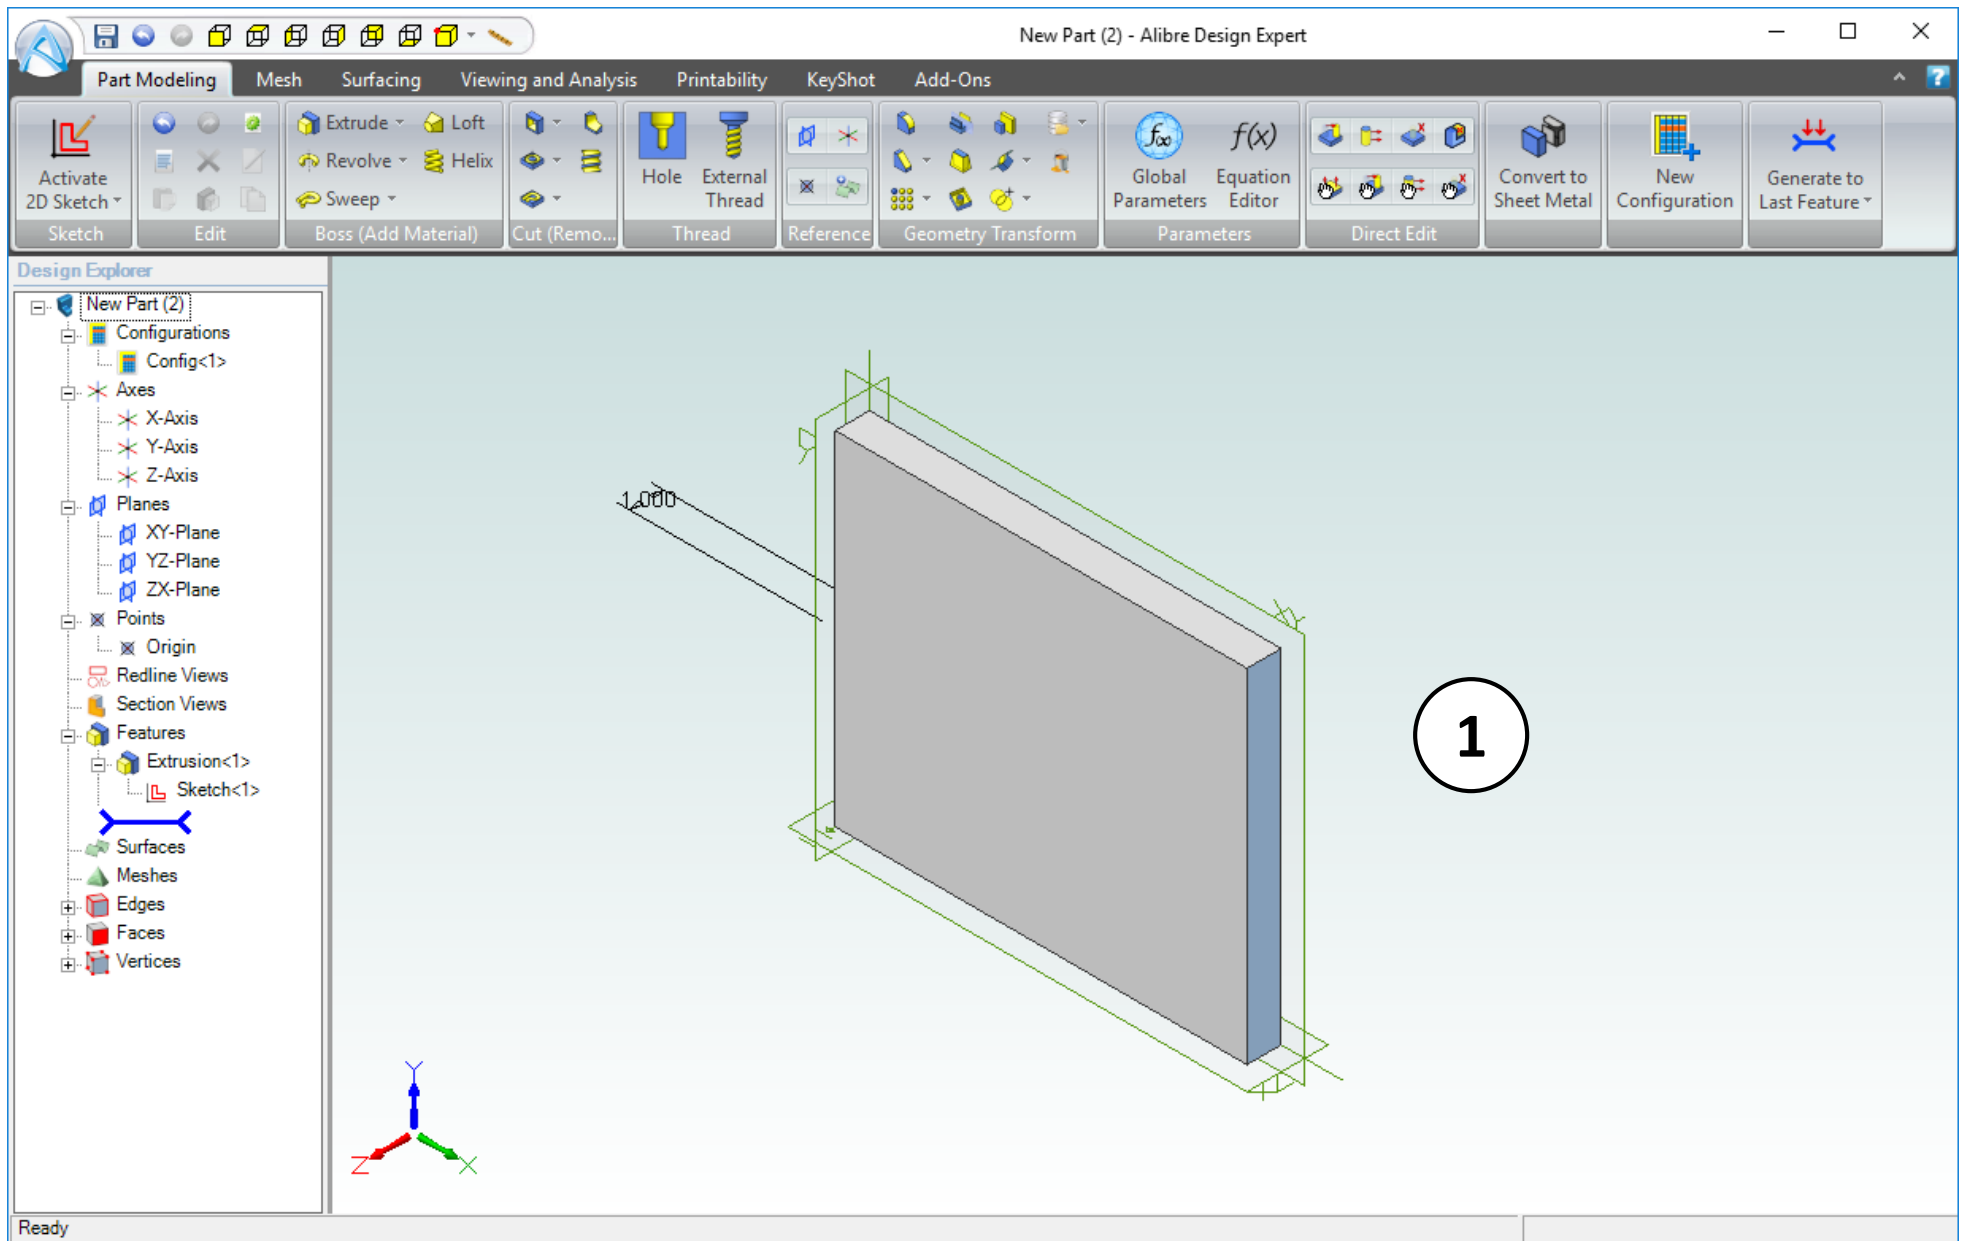 New Part (2) - Alibre Design Expert
Part Modeling Mesh Surfacing Viewing and Analysis Printability KeyShot Add-Ons
?
Activate
2D Sketch
Sketch
Edit
Extrude Loft
Revolve Helix
Sweep
Boss (Add Material)
Cut (Remo...
Hole
External
Thread
Thread
Reference
Geometry Transform
Global
Parameters
f(x)
Equation
Editor
Parameters
Direct Edit
Convert to
Sheet Metal
New
Configuration
Generate to
Last Feature
Design Explorer
New Part (2)
Configurations
Config<1>
Axes
X-Axis
Y-Axis
Z-Axis
Planes
XY-Plane
YZ-Plane
ZX-Plane
Points
Origin
Redline Views
Section Views
Features
Extrusion<1>
Sketch<1>
Surfaces
Meshes
Edges
Faces
Vertices
1.000
XY
1
Y
Z
X
Ready